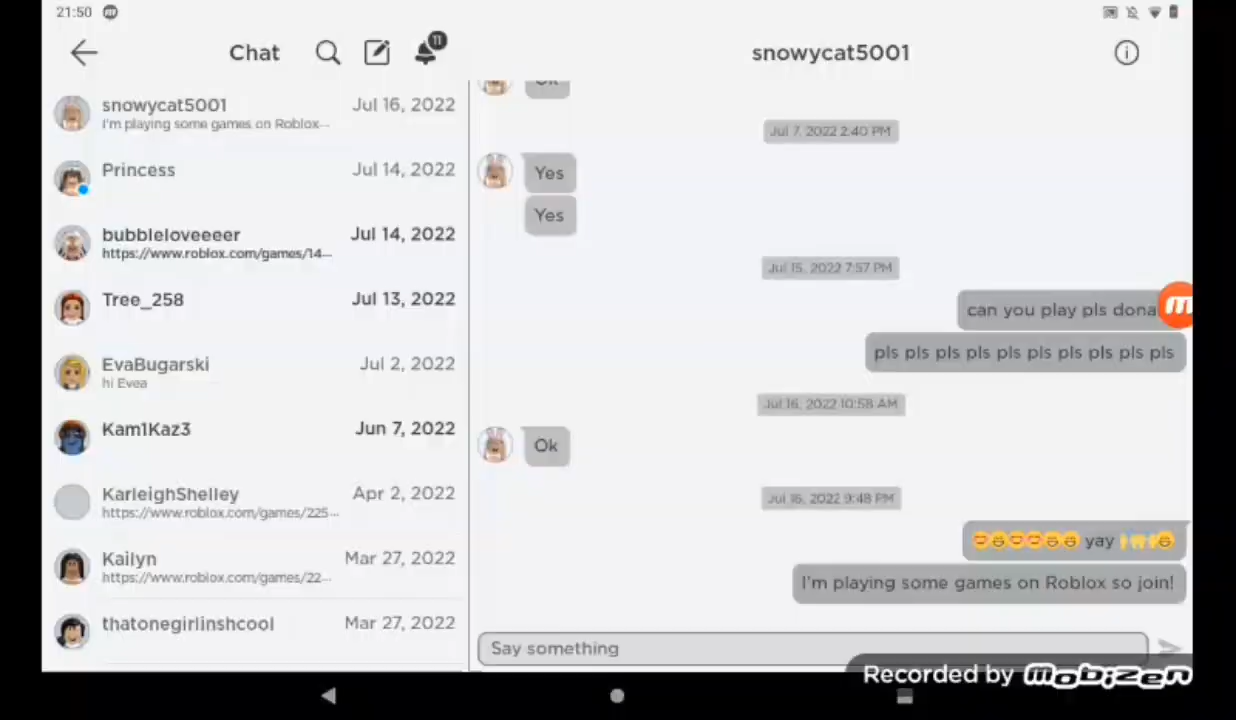 21:50
Chat
11
snowycat5001
snowycat5001
Jul 16, 2022
I'm playing some games on Roblox...
Princess
Jul 14, 2022
bubbleloveeeer
Jul 14, 2022
https://www.roblox.com/games/14...
Tree_258
Jul 13, 2022
EvaBugarski
Jul 2, 2022
hi Evea
Kam1Kaz3
Jun 7, 2022
KarleighShelley
Apr 2, 2022
https://www.roblox.com/games/225...
Kailyn
Mar 27, 2022
https://www.roblox.com/games/22...
thatonegirlinshcool
Mar 27, 2022
Ok
Jul 7, 2022 2:40 PM
Yes
Yes
Jul 15, 2022 7:57 PM
can you play pls dona
pls pls pls pls pls pls pls pls pls pls
Jul 16, 2022 10:58 AM
Ok
Jul 16, 2022 9:48 PM
yay
I'm playing some games on Roblox so join!
Say something
Recorded by mobizen